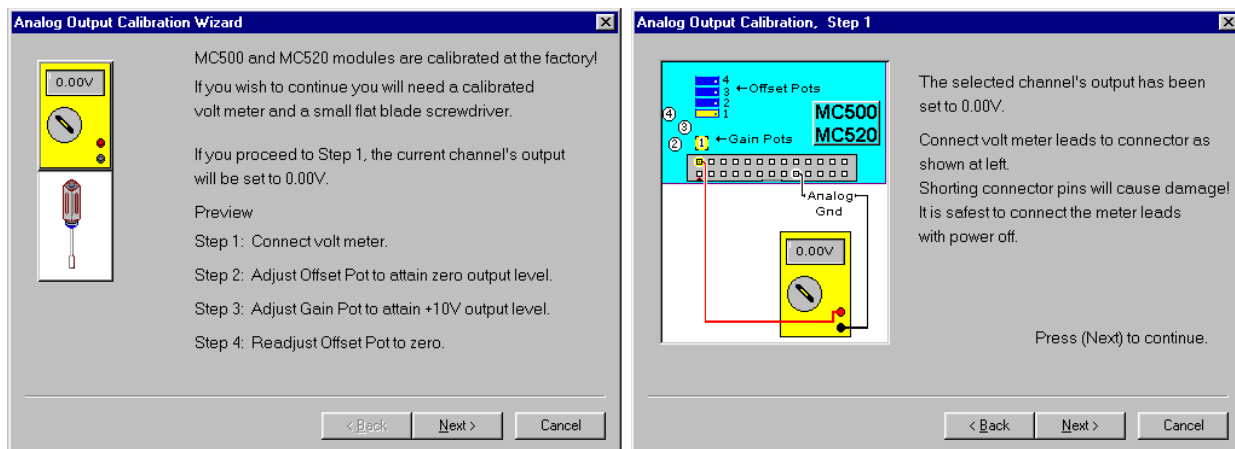 Analog Output Calibration Wizard
0.00V
MC500 and MC520 modules are calibrated at the factory!
If you wish to continue you will need a calibrated
volt meter and a small flat blade screwdriver.
If you proceed to Step 1, the current channel's output
will be set to 0.00V.
Preview
Step 1: Connect volt meter.
Step 2: Adjust Offset Pot to attain zero output level.
Step 3: Adjust Gain Pot to attain +10V output level.
Step 4: Readjust Offset Pot to zero.
< Back
Next >
Cancel
Analog Output Calibration, Step 1
4
3
2
1
←Offset Pots
MC500
MC520
4
3
2
1
←Gain Pots
Analog
Gnd
0.00V
The selected channel's output has been
set to 0.00V.
Connect volt meter leads to connector as
shown at left.
Shorting connector pins will cause damage!
It is safest to connect the meter leads
with power off.
Press (Next) to continue.
< Back
Next >
Cancel